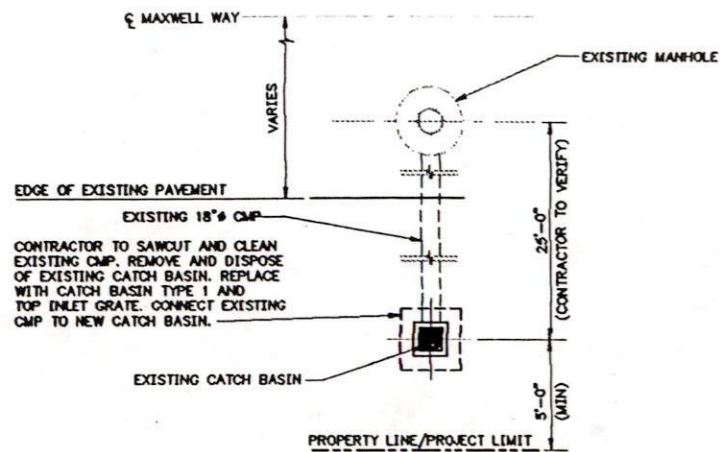 ℄ MAXWELL WAY
EXISTING MANHOLE
VARIES
EDGE OF EXISTING PAVEMENT
EXISTING 18"ø CMP
25'-0"
(CONTRACTOR TO VERIFY)
CONTRACTOR TO SAWCUT AND CLEAN
EXISTING CMP. REMOVE AND DISPOSE
OF EXISTING CATCH BASIN. REPLACE
WITH CATCH BASIN TYPE 1 AND
TOP INLET GRATE. CONNECT EXISTING
CMP TO NEW CATCH BASIN.
EXISTING CATCH BASIN
5'-0"
(MIN)
PROPERTY LINE/PROJECT LIMIT